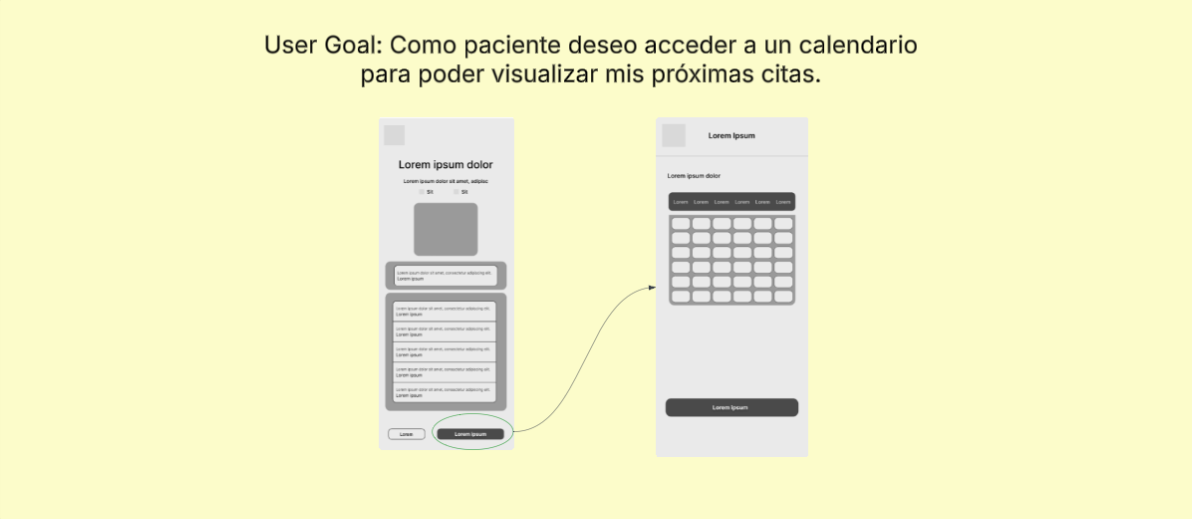 User Goal: Como paciente deseo acceder a un calendario
para poder visualizar mis próximas citas.
Lorem ipsum dolor
Lorem ipsum dolor sit amet, adipisc
Sit Sit
Lorem ipsum dolor sit amet, consectetur adipiscing elit.
Lorem ipsum
Lorem ipsum dolor sit amet, consectetur adipiscing elit.
Lorem ipsum
Lorem ipsum dolor sit amet, consectetur adipiscing elit.
Lorem ipsum
Lorem ipsum dolor sit amet, consectetur adipiscing elit.
Lorem ipsum
Lorem ipsum dolor sit amet, consectetur adipiscing elit.
Lorem ipsum
Lorem ipsum dolor sit amet, consectetur adipiscing elit.
Lorem ipsum
Lorem Lorem ipsum
Lorem Ipsum
Lorem ipsum dolor
Lorem Lorem Lorem Lorem Lorem Lorem
Lorem Ipsum